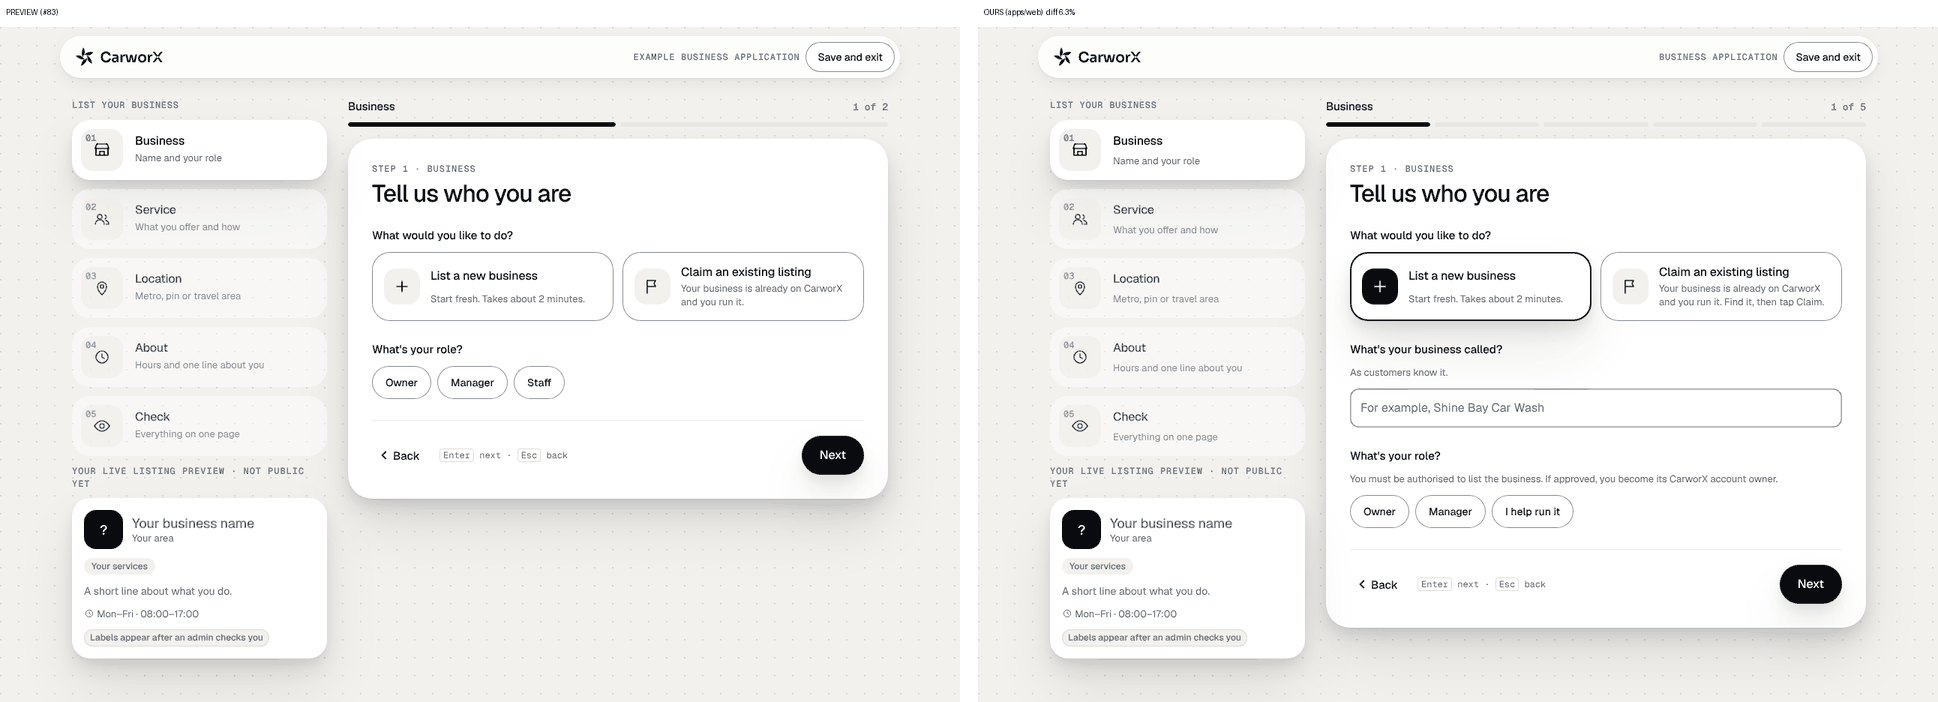 PREVIEW (#83)
CarworX
EXAMPLE BUSINESS APPLICATION
Save and exit
LIST YOUR BUSINESS
01
Business
Name and your role
02
Service
What you offer and how
03
Location
Metro, pin or travel area
04
About
Hours and one line about you
05
Check
Everything on one page
YOUR LIVE LISTING PREVIEW · NOT PUBLIC
YET
?
Your business name
Your area
Your services
A short line about what you do.
Mon–Fri · 08:00–17:00
Labels appear after an admin checks you
Business
1 of 2
STEP 1 · BUSINESS
Tell us who you are
What would you like to do?
List a new business
Start fresh. Takes about 2 minutes.
Claim an existing listing
Your business is already on CarworX
and you run it.
What's your role?
Owner
Manager
Staff
Back
Enter next · Esc back
Next
OURS (apps/web) diff 6.3%
CarworX
BUSINESS APPLICATION
Save and exit
LIST YOUR BUSINESS
01
Business
Name and your role
02
Service
What you offer and how
03
Location
Metro, pin or travel area
04
About
Hours and one line about you
05
Check
Everything on one page
YOUR LIVE LISTING PREVIEW · NOT PUBLIC
YET
?
Your business name
Your area
Your services
A short line about what you do.
Mon–Fri · 08:00–17:00
Labels appear after an admin checks you
Business
1 of 5
STEP 1 · BUSINESS
Tell us who you are
What would you like to do?
List a new business
Start fresh. Takes about 2 minutes.
Claim an existing listing
Your business is already on CarworX
and you run it. Find it, then tap Claim.
What's your business called?
As customers know it.
For example, Shine Bay Car Wash
What's your role?
You must be authorised to list the business. If approved, you become its CarworX account owner.
Owner
Manager
I help run it
Back
Enter next · Esc back
Next